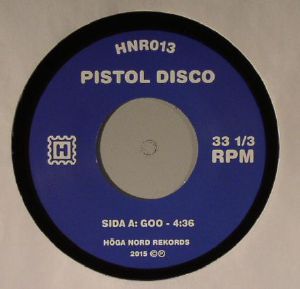 HNR013
PISTOL DISCO
H
33 1/3
RPM
SIDA A: GOO - 4:36
HÖGA NORD REKORDS
2015 ©℗